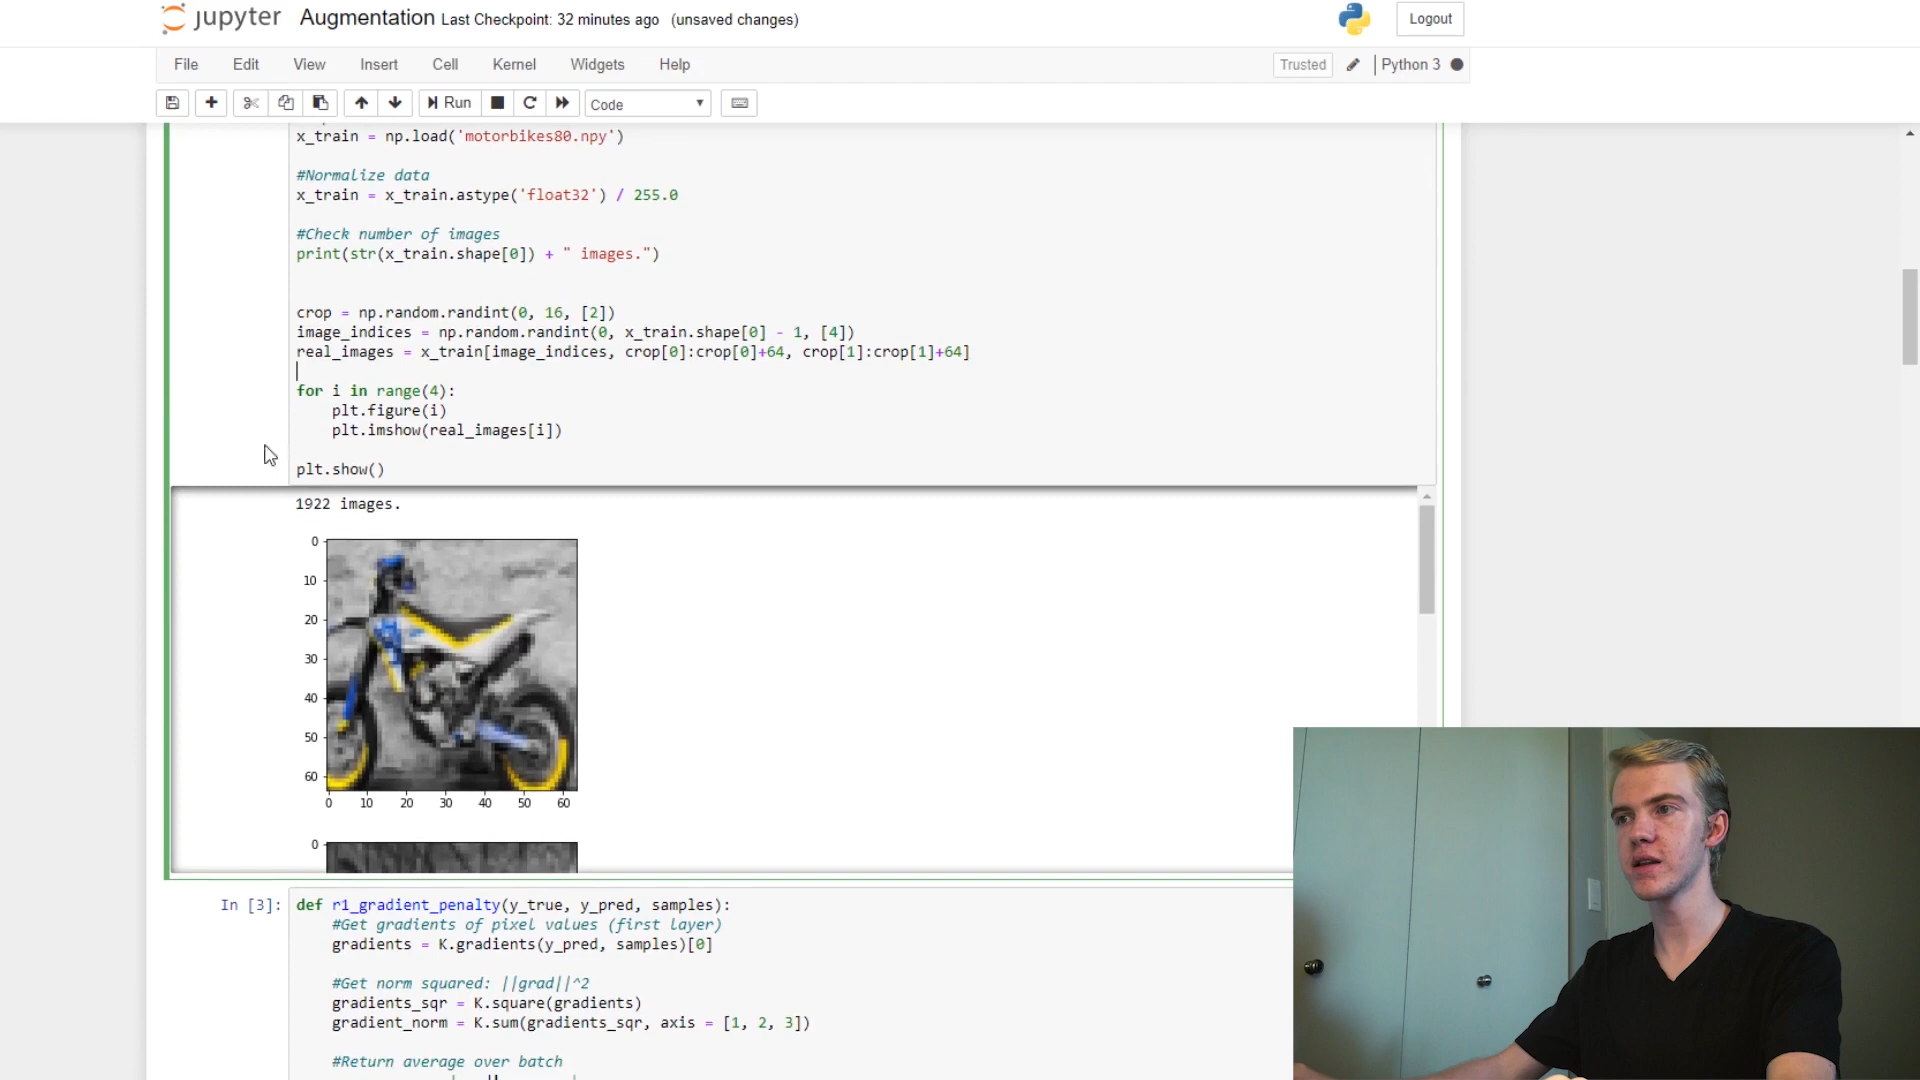 jupyter Augmentation Last Checkpoint: 32 minutes ago (unsaved changes) Logout
File Edit View Insert Cell Kernel Widgets Help Trusted Python 3
Run Code
x_train = np.load('motorbikes80.npy')
#Normalize data
x_train = x_train.astype('float32') / 255.0
#Check number of images
print(str(x_train.shape[0]) + " images.")
crop = np.random.randint(0, 16, [2])
image_indices = np.random.randint(0, x_train.shape[0] - 1, [4])
real_images = x_train[image_indices, crop[0]:crop[0]+64, crop[1]:crop[1]+64]
for i in range(4):
plt.figure(i)
plt.imshow(real_images[i])
plt.show()
1922 images.
0
10
20
30
40
50
60
0 10 20 30 40 50 60
0
In [3]: def r1_gradient_penalty(y_true, y_pred, samples):
#Get gradients of pixel values (first layer)
gradients = K.gradients(y_pred, samples)[0]
#Get norm squared: ||grad||^2
gradients_sqr = K.square(gradients)
gradient_norm = K.sum(gradients_sqr, axis = [1, 2, 3])
#Return average over batch